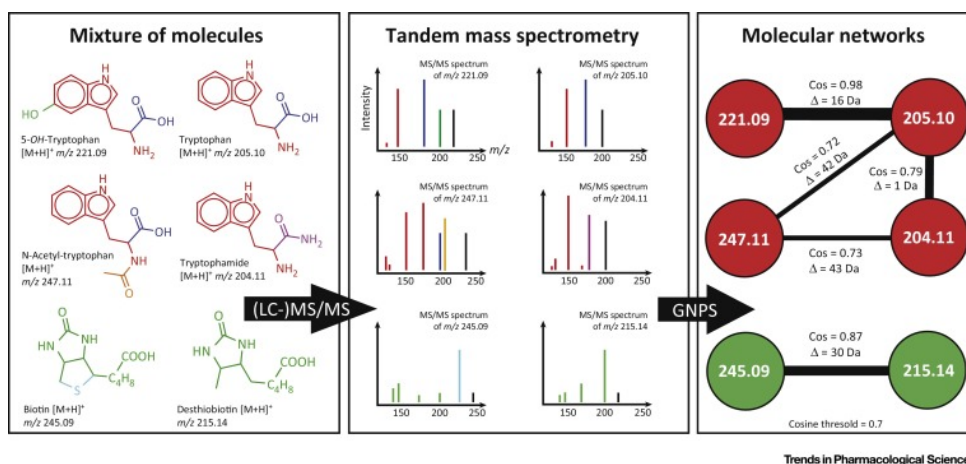 Mixture of molecules
HO
H
N
O
OH
NH₂
5-OH-Tryptophan
[M+H]⁺ m/z 221.09
H
N
O
OH
NH₂
Tryptophan
[M+H]⁺ m/z 205.10
H
N
O
OH
N
H
O
N-Acetyl-tryptophan
[M+H]⁺
m/z 247.11
H
N
O
NH₂
NH₂
Tryptophamide
[M+H]⁺ m/z 204.11
O
HN
NH
COOH
S
C₄H₈
Biotin [M+H]⁺
m/z 245.09
O
HN
NH
COOH
C₄H₈
Desthiobiotin [M+H]⁺
m/z 215.14
(LC-)MS/MS
Tandem mass spectrometry
MS/MS spectrum
of m/z 221.09
Intensity
150 200 250
m/z
MS/MS spectrum
of m/z 205.10
150 200 250
MS/MS spectrum
of m/z 247.11
150 200 250
MS/MS spectrum
of m/z 204.11
150 200 250
MS/MS spectrum
of m/z 245.09
150 200 250
MS/MS spectrum
of m/z 215.14
150 200 250
GNPS
Molecular networks
221.09
Cos = 0.98
Δ = 16 Da
205.10
Cos = 0.72
Δ = 42 Da
Cos = 0.79
Δ = 1 Da
247.11
204.11
Cos = 0.73
Δ = 43 Da
245.09
Cos = 0.87
Δ = 30 Da
215.14
Cosine thresold = 0.7
Trends in Pharmacological Science